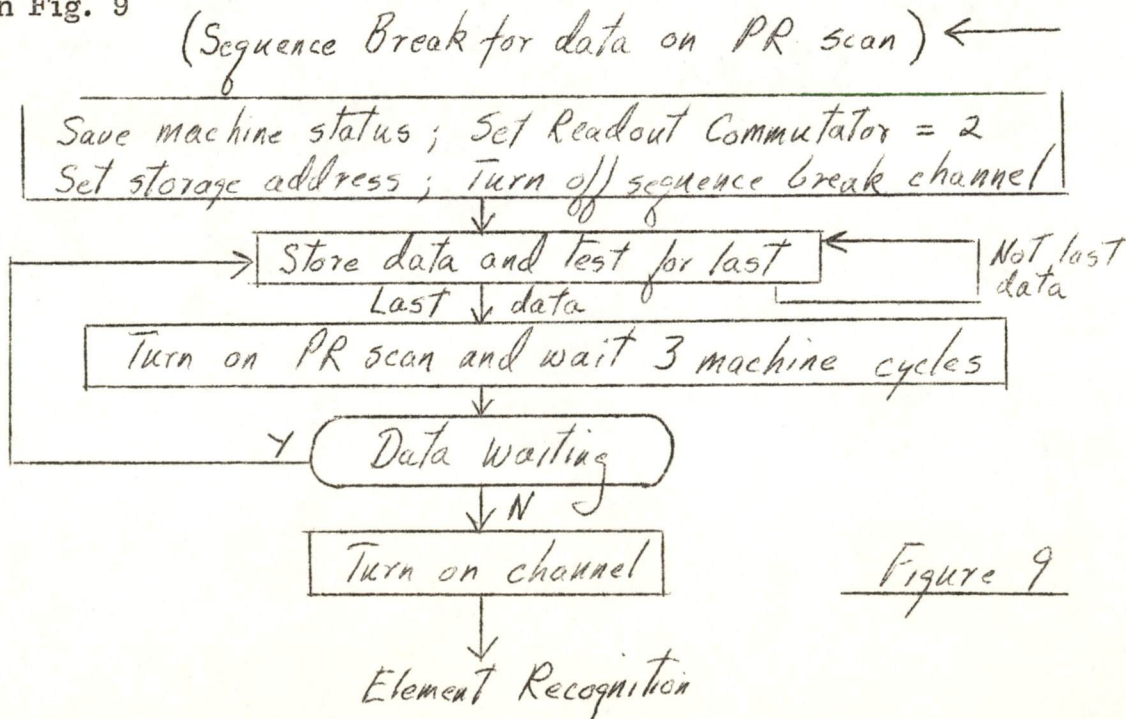 n Fig. 9
(Sequence Break for data on PR scan)
Save machine status; Set Readout Commutator = 2
Set storage address; Turn off sequence break channel
Store data and test for last
Not last
data
Last data
Turn on PR scan and wait 3 machine cycles
Y
Data waiting
N
Turn on channel
Figure 9
Element Recognition